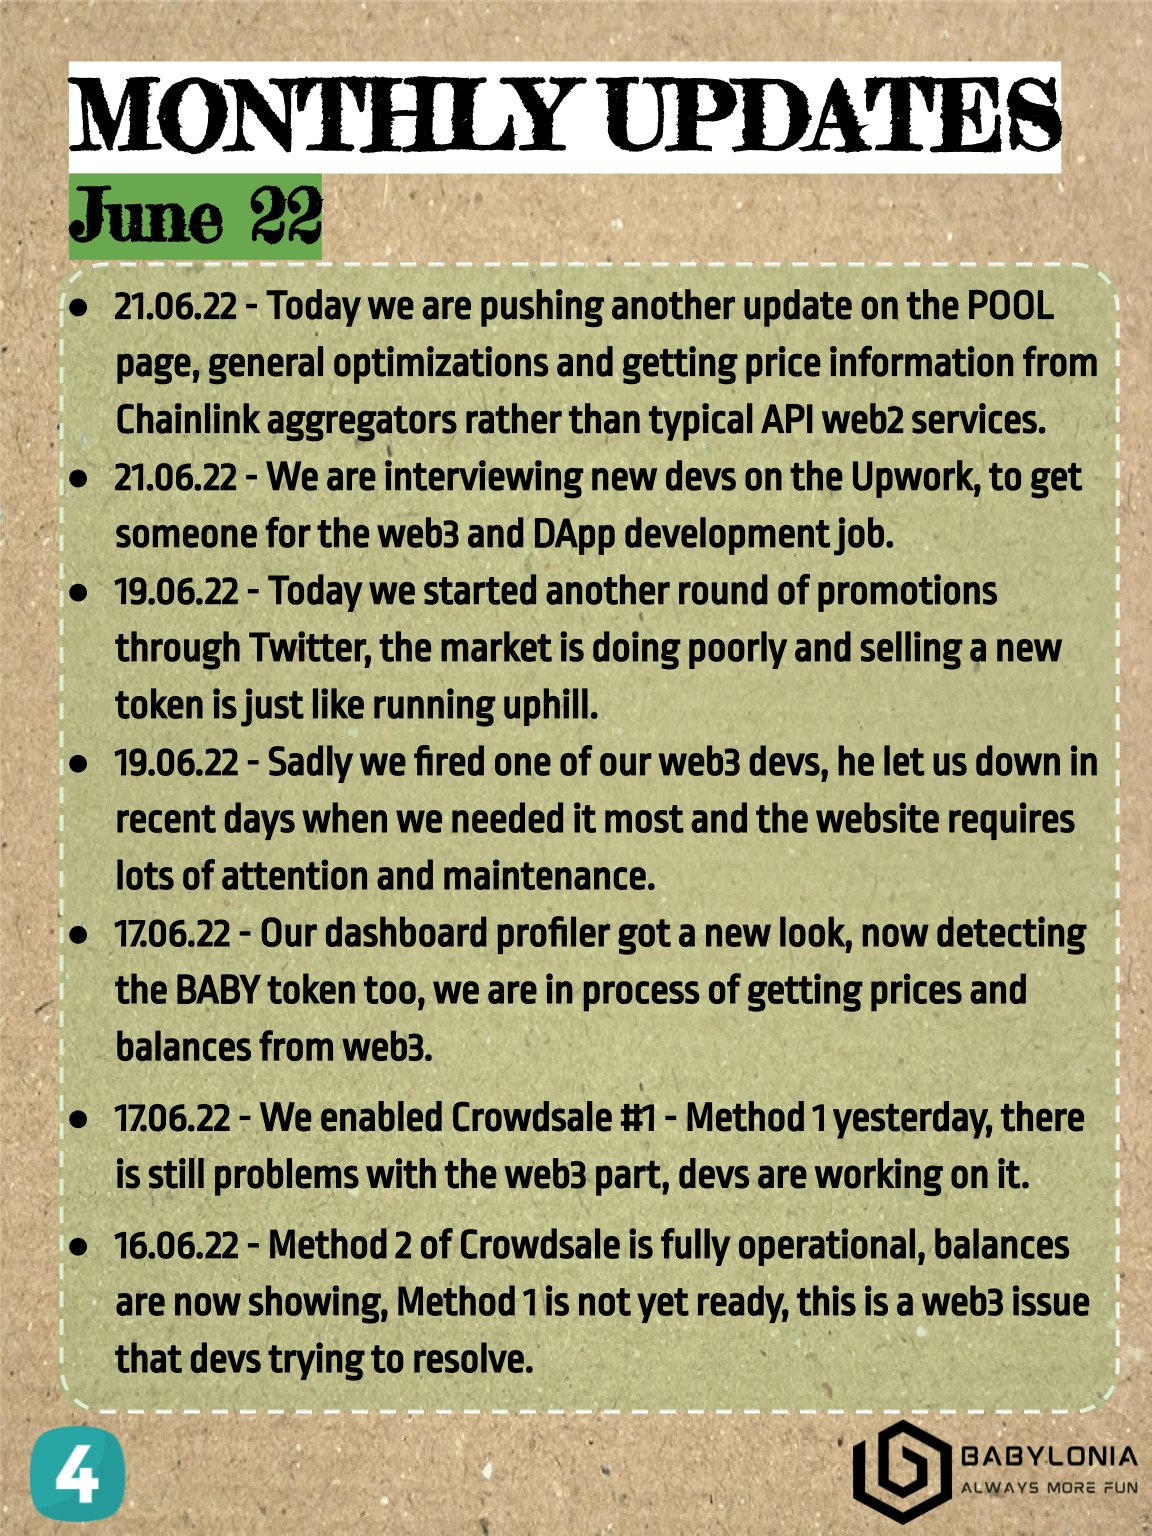 MONTHLY UPDATES
June 22
● 21.06.22 - Today we are pushing another update on the POOL
page, general optimizations and getting price information from
Chainlink aggregators rather than typical API web2 services.
● 21.06.22 - We are interviewing new devs on the Upwork, to get
someone for the web3 and DApp development job.
● 19.06.22 - Today we started another round of promotions
through Twitter, the market is doing poorly and selling a new
token is just like running uphill.
● 19.06.22 - Sadly we fired one of our web3 devs, he let us down in
recent days when we needed it most and the website requires
lots of attention and maintenance.
● 17.06.22 - Our dashboard profiler got a new look, now detecting
the BABY token too, we are in process of getting prices and
balances from web3.
● 17.06.22 - We enabled Crowdsale #1 - Method 1 yesterday, there
is still problems with the web3 part, devs are working on it.
● 16.06.22 - Method 2 of Crowdsale is fully operational, balances
are now showing, Method 1 is not yet ready, this is a web3 issue
that devs trying to resolve.
4
BABYLONIA
ALWAYS MORE FUN